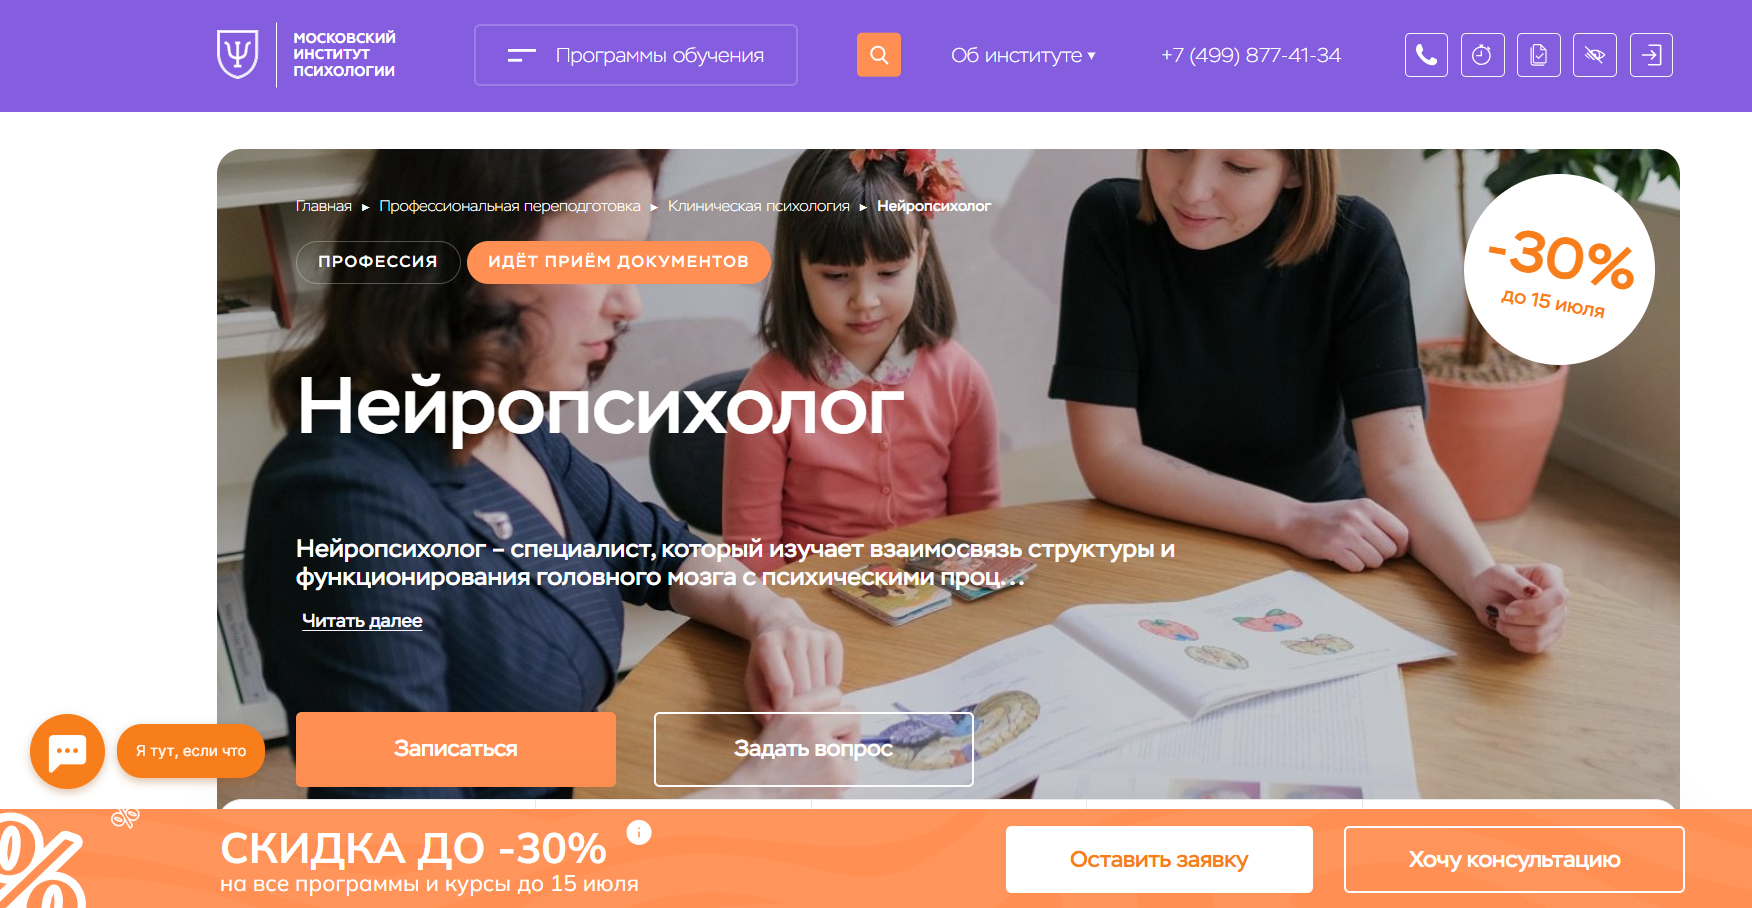 МОСКОВСКИЙ
ИНСТИТУТ
ПСИХОЛОГИИ
Программы обучения
Об институте ▾
+7 (499) 877-41-34
Главная ▸ Профессиональная переподготовка ▸ Клиническая психология ▸ Нейропсихолог
ПРОФЕССИЯ
ИДЁТ ПРИЁМ ДОКУМЕНТОВ
-30%
до 15 июля
Нейропсихолог
Нейропсихолог – специалист, который изучает взаимосвязь структуры и
функционирования головного мозга с психическими проц...
Читать далее
Записаться
Задать вопрос
Я тут, если что
СКИДКА ДО -30%
на все программы и курсы до 15 июля
Оставить заявку
Хочу консультацию